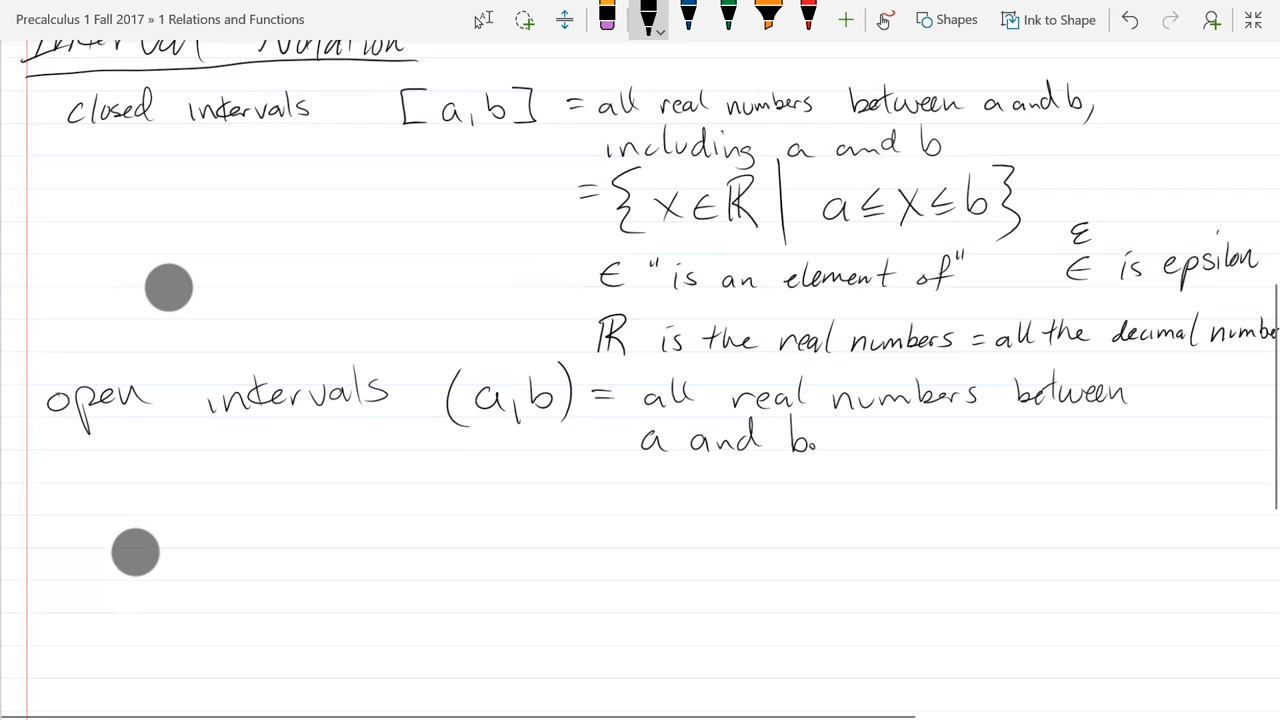 Precalculus 1 Fall 2017 » 1 Relations and Functions
Shapes
Ink to Shape
Interval Notation
closed intervals [a,b] = all real numbers between a and b,
including a and b
= { x ∈ ℝ | a ≤ x ≤ b }
ε
∈ "is an element of" ϵ is epsilon
ℝ is the real numbers = all the decimal numbe
open intervals (a,b) = all real numbers between
a and b.